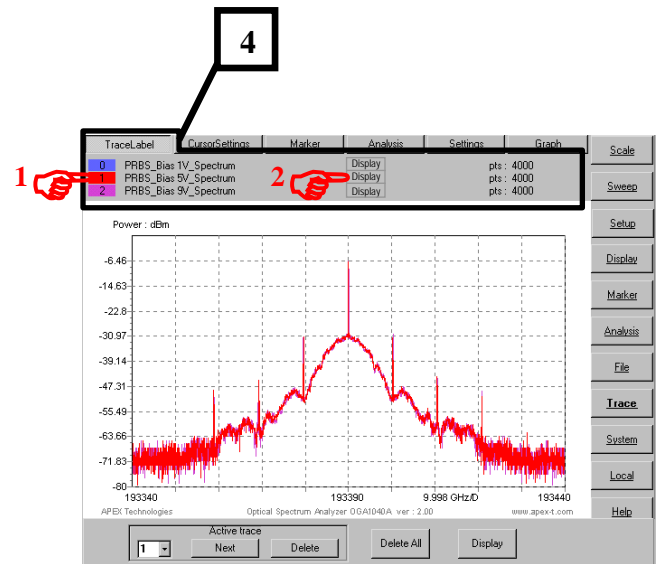 4
TraceLabel CursorSettings Marker Analysis Settings Graph
0 PRBS_Bias 1V_Spectrum Display pts : 4000
1 1 PRBS_Bias 5V_Spectrum 2 Display pts : 4000
2 PRBS_Bias 9V_Spectrum Display pts : 4000
Scale
Sweep
Setup
Display
Marker
Analysis
File
Trace
System
Local
Help
Power : dBm
-6.46
-14.63
-22.8
-30.97
-39.14
-47.31
-55.49
-63.66
-71.83
-80
193340 193390 9.998 GHz/D 193440
APEX Technologies Optical Spectrum Analyzer OGA1040A ver : 2.00 www.apex-t.com
Active trace
1 Next Delete Delete All Display